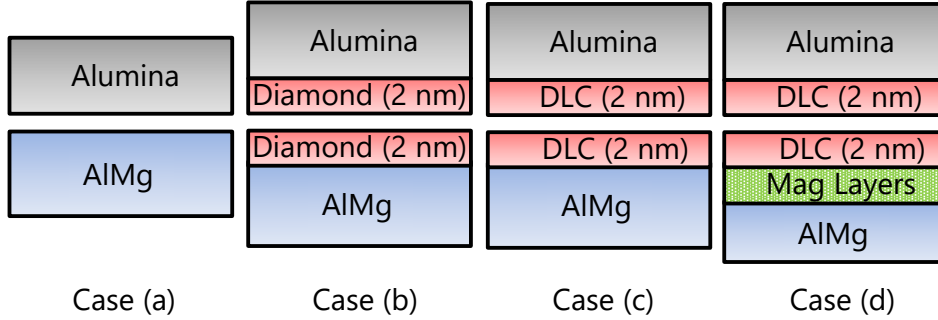 Alumina
AlMg
Case (a)
Alumina
Diamond (2 nm)
Diamond (2 nm)
AlMg
Case (b)
Alumina
DLC (2 nm)
DLC (2 nm)
AlMg
Case (c)
Alumina
DLC (2 nm)
DLC (2 nm)
Mag Layers
AlMg
Case (d)